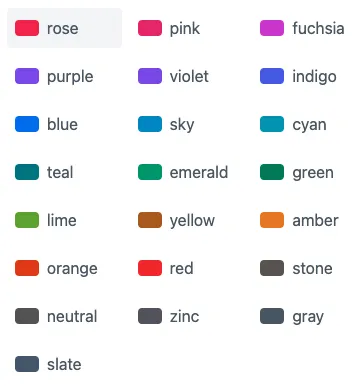 rose pink fuchsia
purple violet indigo
blue sky cyan
teal emerald green
lime yellow amber
orange red stone
neutral zinc gray
slate